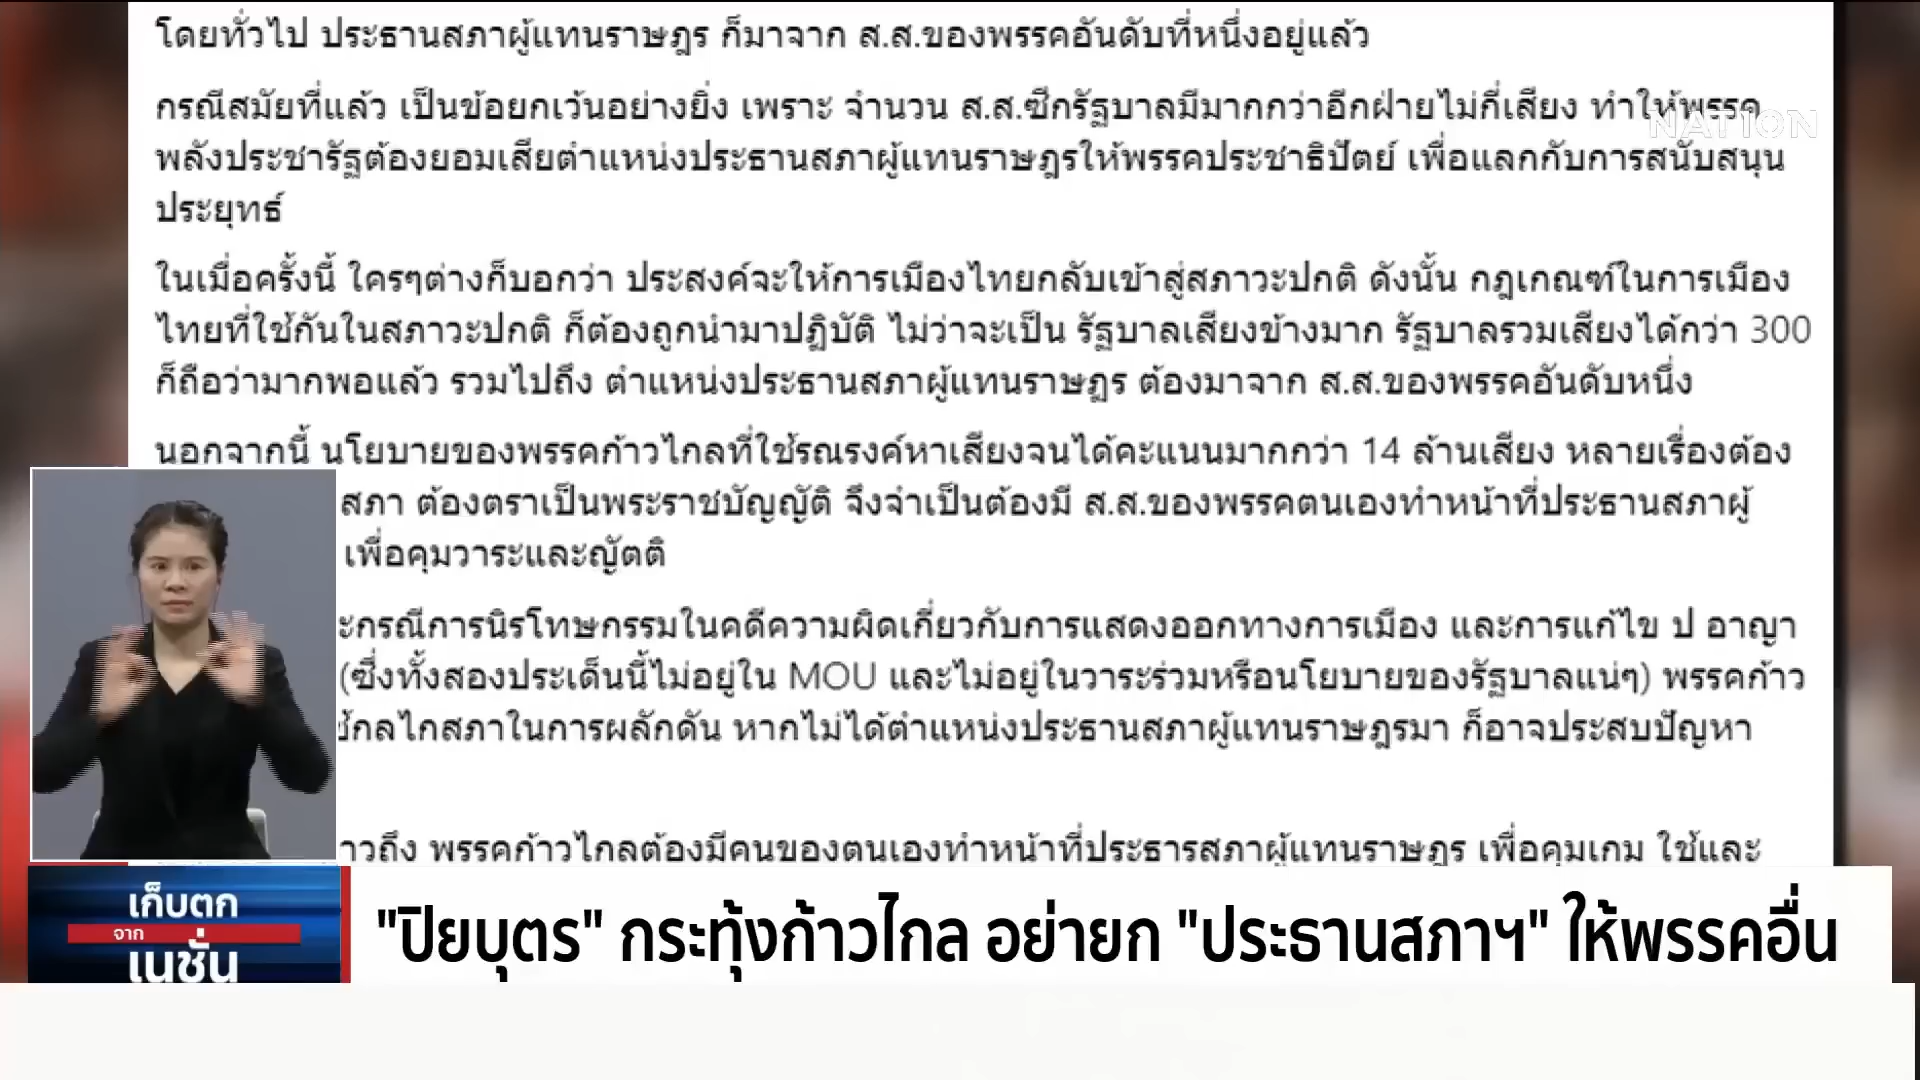 โดยทั่วไป ประธานสภาผู้แทนราษฎร ก็มาจาก ส.ส.ของพรรคอันดับที่หนึ่งอยู่แล้ว
กรณีสมัยที่แล้ว เป็นข้อยกเว้นอย่างยิ่ง เพราะ จำนวน ส.ส.ซีกรัฐบาลมีมากกว่าอีกฝ่ายไม่กี่เสียง ทำให้พรรค
NATION
พลังประชารัฐต้องยอมเสียตำแหน่งประธานสภาผู้แทนราษฎรให้พรรคประชาธิปัตย์ เพื่อแลกกับการสนับสนุน
ประยุทธ์
ในเมื่อครั้งนี้ ใครๆต่างก็บอกว่า ประสงค์จะให้การเมืองไทยกลับเข้าสู่สภาวะปกติ ดังนั้น กฎเกณฑ์ในการเมือง
ไทยที่ใช้กันในสภาวะปกติ ก็ต้องถูกนำมาปฏิบัติ ไม่ว่าจะเป็น รัฐบาลเสียงข้างมาก รัฐบาลรวมเสียงได้กว่า 300
ก็ถือว่ามากพอแล้ว รวมไปถึง ตำแหน่งประธานสภาผู้แทนราษฎร ต้องมาจาก ส.ส.ของพรรคอันดับหนึ่ง
นอกจากนี้ นโยบายของพรรคก้าวไกลที่ใช้รณรงค์หาเสียงจนได้คะแนนมากกว่า 14 ล้านเสียง หลายเรื่องต้อง
สภา ต้องตราเป็นพระราชบัญญัติ จึงจำเป็นต้องมี ส.ส.ของพรรคตนเองทำหน้าที่ประธานสภาผู้
เพื่อคุมวาระและญัตติ
ะกรณีการนิรโทษกรรมในคดีความผิดเกี่ยวกับการแสดงออกทางการเมือง และการแก้ไข ป อาญา
(ซึ่งทั้งสองประเด็นนี้ไม่อยู่ใน MOU และไม่อยู่ในวาระร่วมหรือนโยบายของรัฐบาลแน่ๆ) พรรคก้าว
ช้กลไกสภาในการผลักดัน หากไม่ได้ตำแหน่งประธานสภาผู้แทนราษฎรมา ก็อาจประสบปัญหา
าวถึง พรรคก้าวไกลต้องมีคนของตนเองทำหน้าที่ประธารสภาผู้แทนราษฎร เพื่อคุมเกม ใช้และ
เก็บตก
จาก
เนชั่น
"ปิยบุตร" กระทุ้งก้าวไกล อย่ายก "ประธานสภาฯ" ให้พรรคอื่น